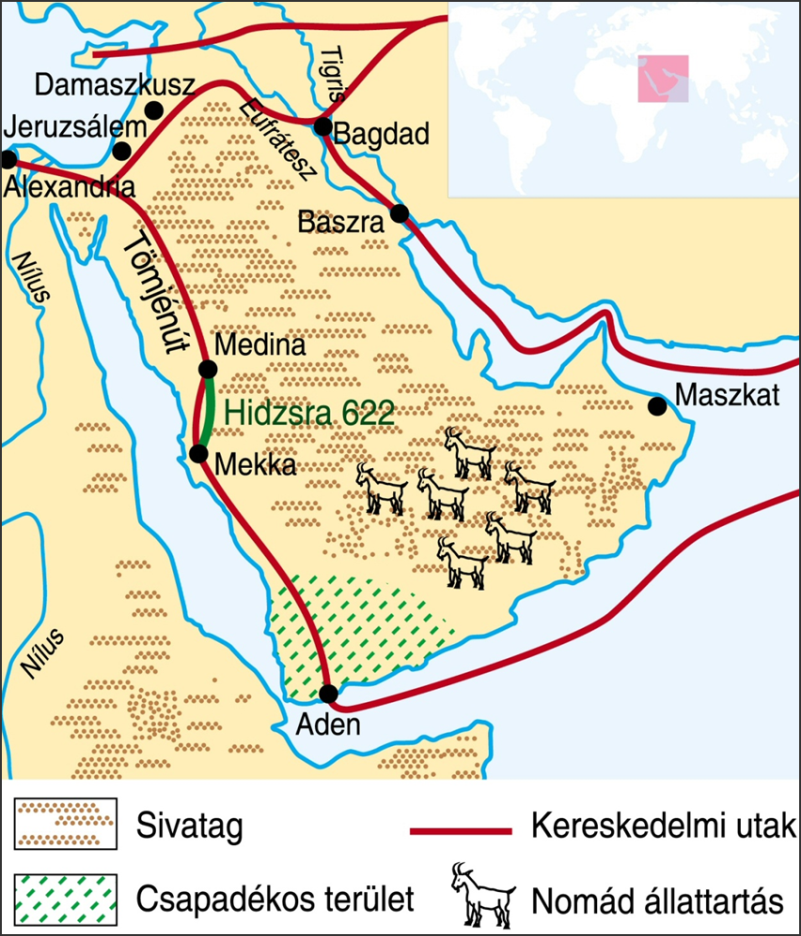 Damaszkusz
Tigris
Jeruzsálem
Eufrátesz
Bagdad
Alexandria
Baszra
Nílus
Tömjénút
Medina
Maszkat
Hidzsra 622
Mekka
Nílus
Aden
Sivatag
Kereskedelmi utak
Csapadékos terület
Nomád állattartás